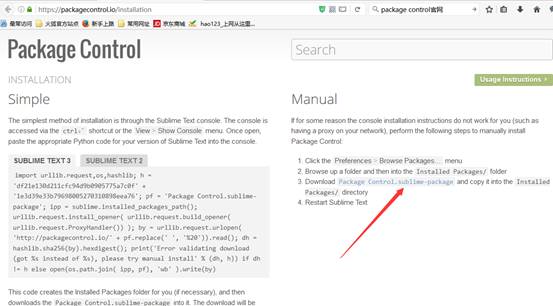 https://packagecontrol.io/installation
package control官网
最常访问 火狐官方站点 新手上路 常用网址 京东商城 hao123_上网从这里...
Package Control
Search
Usage Instructions >
INSTALLATION
Simple
The simplest method of installation is through the Sublime Text console. The console
is accessed via the ctrl+` shortcut or the View > Show Console menu. Once open,
paste the appropriate Python code for your version of Sublime Text into the console.
SUBLIME TEXT 3 SUBLIME TEXT 2
import urllib.request,os,hashlib; h =
'df21e130d211cfc94d9b0905775a7c0f' +
'1e3d39e33b79698005270310898eea76'; pf = 'Package Control.sublime-
package'; ipp = sublime.installed_packages_path();
urllib.request.install_opener( urllib.request.build_opener(
urllib.request.ProxyHandler()) ); by = urllib.request.urlopen(
'http://packagecontrol.io/' + pf.replace(' ', '%20')).read(); dh =
hashlib.sha256(by).hexdigest(); print('Error validating download
(got %s instead of %s), please try manual install' % (dh, h)) if dh
!= h else open(os.path.join( ipp, pf), 'wb' ).write(by)
This code creates the Installed Packages folder for you (if necessary), and then
downloads the Package Control.sublime-package into it. The download will be
Manual
If for some reason the console installation instructions do not work for you (such as
having a proxy on your network), perform the following steps to manually install
Package Control:
1. Click the Preferences > Browse Packages... menu
2. Browse up a folder and then into the Installed Packages/ folder
3. Download Package Control.sublime-package and copy it into the Installed
Packages/ directory
4. Restart Sublime Text